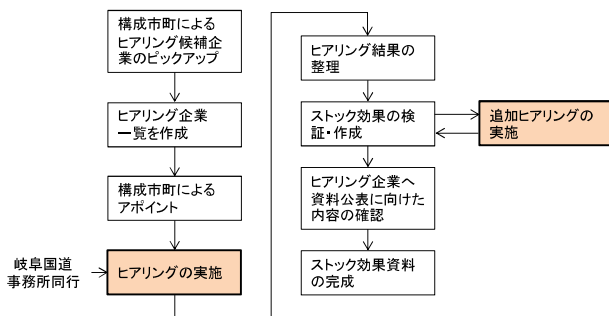 構成市町による
ヒアリング候補企
業のピックアップ
ヒアリング企業
一覧を作成
構成市町による
アポイント
岐阜国道
事務所同行
ヒアリングの実施
ヒアリング結果の
整理
ストック効果の検
証・作成
追加ヒアリングの
実施
ヒアリング企業へ
資料公表に向けた
内容の確認
ストック効果資料
の完成